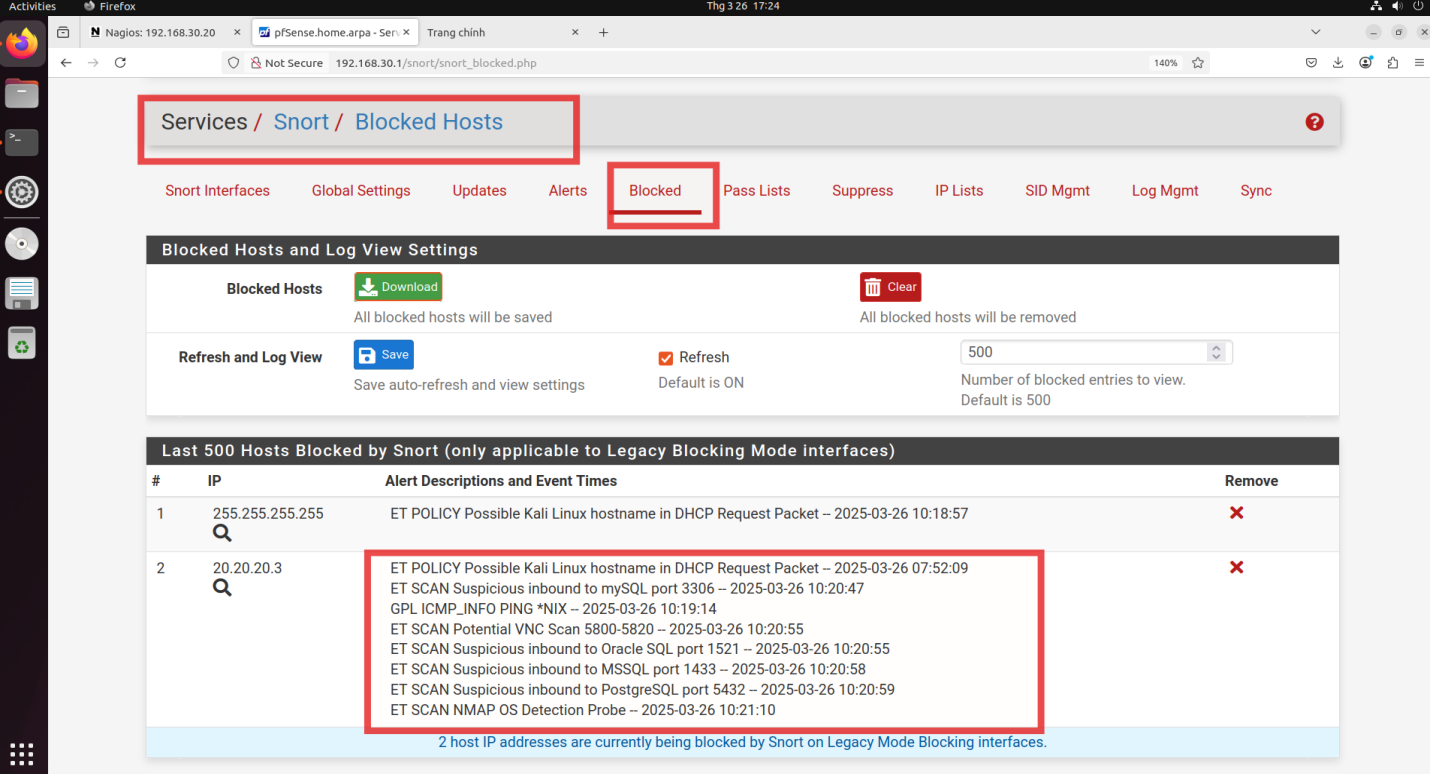 Activities Firefox Thg 3 26 17:24
Nagios: 192.168.30.20 × pfSense.home.arpa - Serv × Trang chính × +
Not Secure 192.168.30.1/snort/snort_blocked.php 140%
Services / Snort / Blocked Hosts
Snort Interfaces Global Settings Updates Alerts Blocked Pass Lists Suppress IP Lists SID Mgmt Log Mgmt Sync
Blocked Hosts and Log View Settings
Blocked Hosts Download Clear
All blocked hosts will be saved All blocked hosts will be removed
Refresh and Log View Save Refresh 500
Save auto-refresh and view settings Default is ON Number of blocked entries to view.
Default is 500
Last 500 Hosts Blocked by Snort (only applicable to Legacy Blocking Mode interfaces)
# IP Alert Descriptions and Event Times Remove
1 255.255.255.255 ET POLICY Possible Kali Linux hostname in DHCP Request Packet -- 2025-03-26 10:18:57
2 20.20.20.3 ET POLICY Possible Kali Linux hostname in DHCP Request Packet -- 2025-03-26 07:52:09
ET SCAN Suspicious inbound to mySQL port 3306 -- 2025-03-26 10:20:47
GPL ICMP_INFO PING *NIX -- 2025-03-26 10:19:14
ET SCAN Potential VNC Scan 5800-5820 -- 2025-03-26 10:20:55
ET SCAN Suspicious inbound to Oracle SQL port 1521 -- 2025-03-26 10:20:55
ET SCAN Suspicious inbound to MSSQL port 1433 -- 2025-03-26 10:20:58
ET SCAN Suspicious inbound to PostgreSQL port 5432 -- 2025-03-26 10:20:59
ET SCAN NMAP OS Detection Probe -- 2025-03-26 10:21:10
2 host IP addresses are currently being blocked by Snort on Legacy Mode Blocking interfaces.